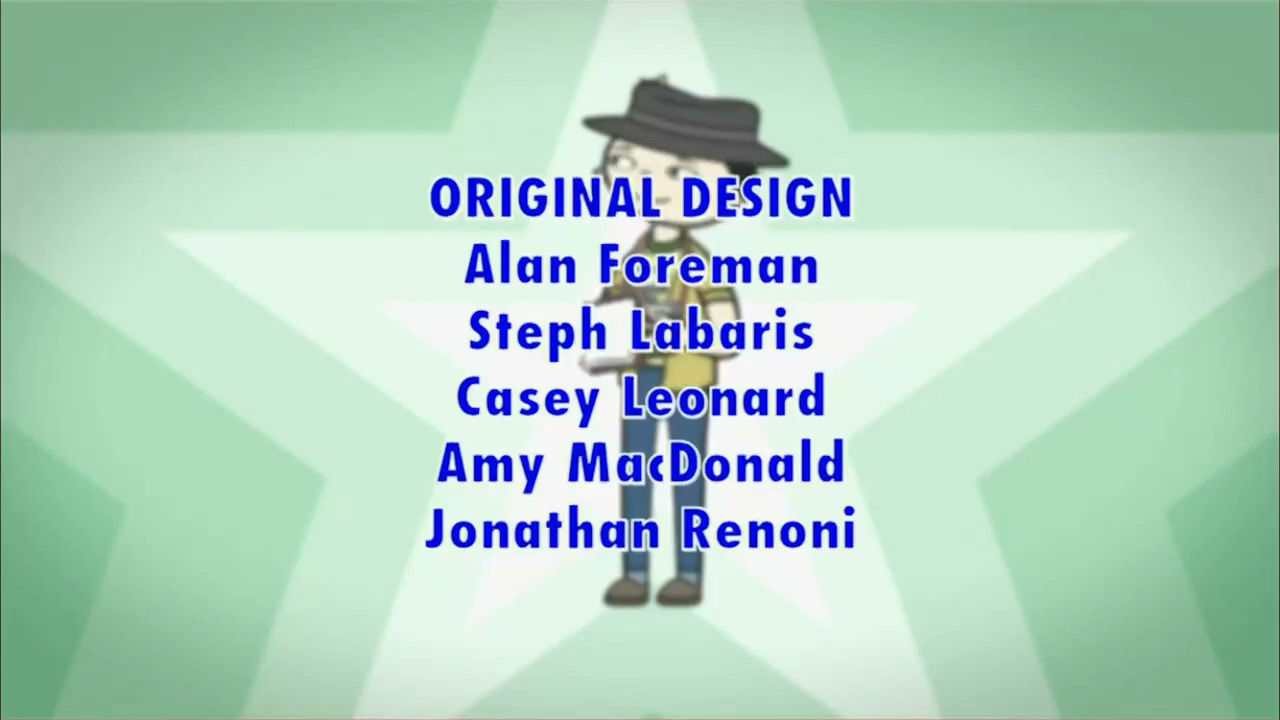 ORIGINAL DESIGN
Alan Foreman
Steph Labaris
Casey Leonard
Amy MacDonald
Jonathan Renoni